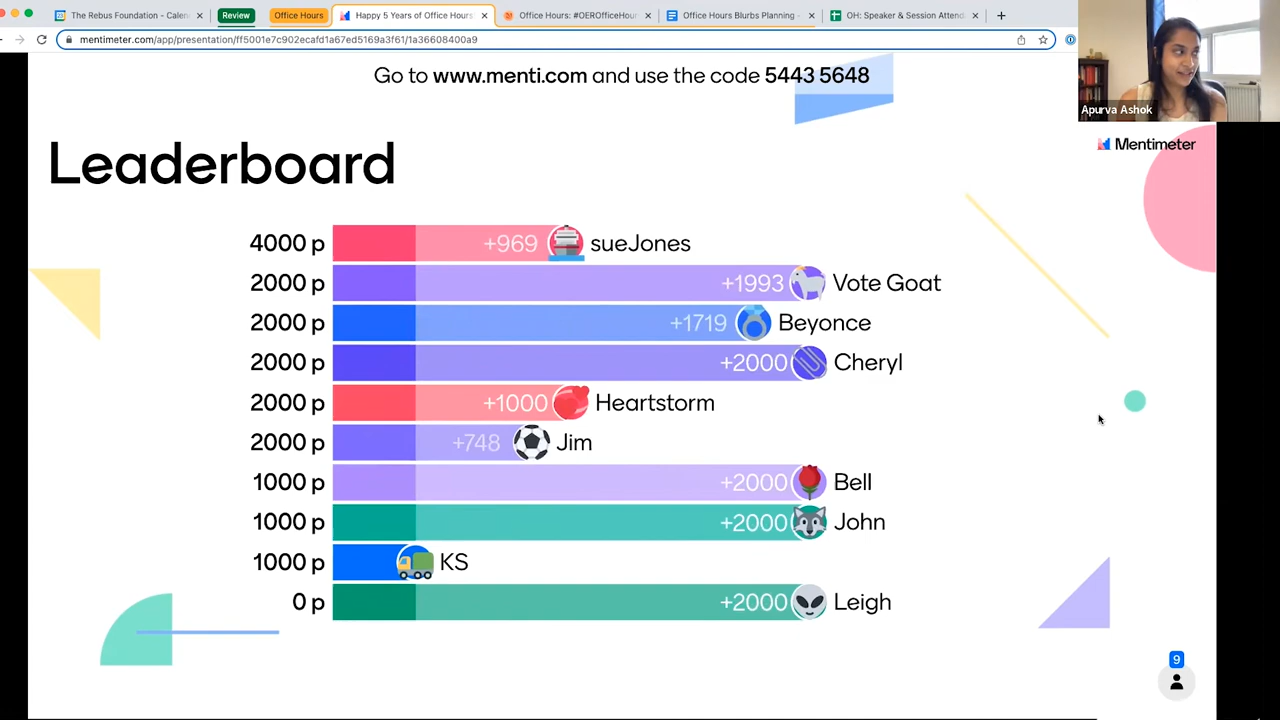 The Rebus Foundation - Calen
Review
Office Hours
Happy 5 Years of Office Hours
Office Hours: #OEROfficeHou
Office Hours Blurbs Planning -
OH: Speaker & Session Attend
mentimeter.com/app/presentation/ff5001e7c902ecafd1a67ed5169a3f61/1a36608400a9
Go to www.menti.com and use the code 5443 5648
Apurva Ashok
Mentimeter
Leaderboard
4000 p +969 sueJones
2000 p +1993 Vote Goat
2000 p +1719 Beyonce
2000 p +2000 Cheryl
2000 p +1000 Heartstorm
2000 p +748 Jim
1000 p +2000 Bell
1000 p +2000 John
1000 p KS
0 p +2000 Leigh
9